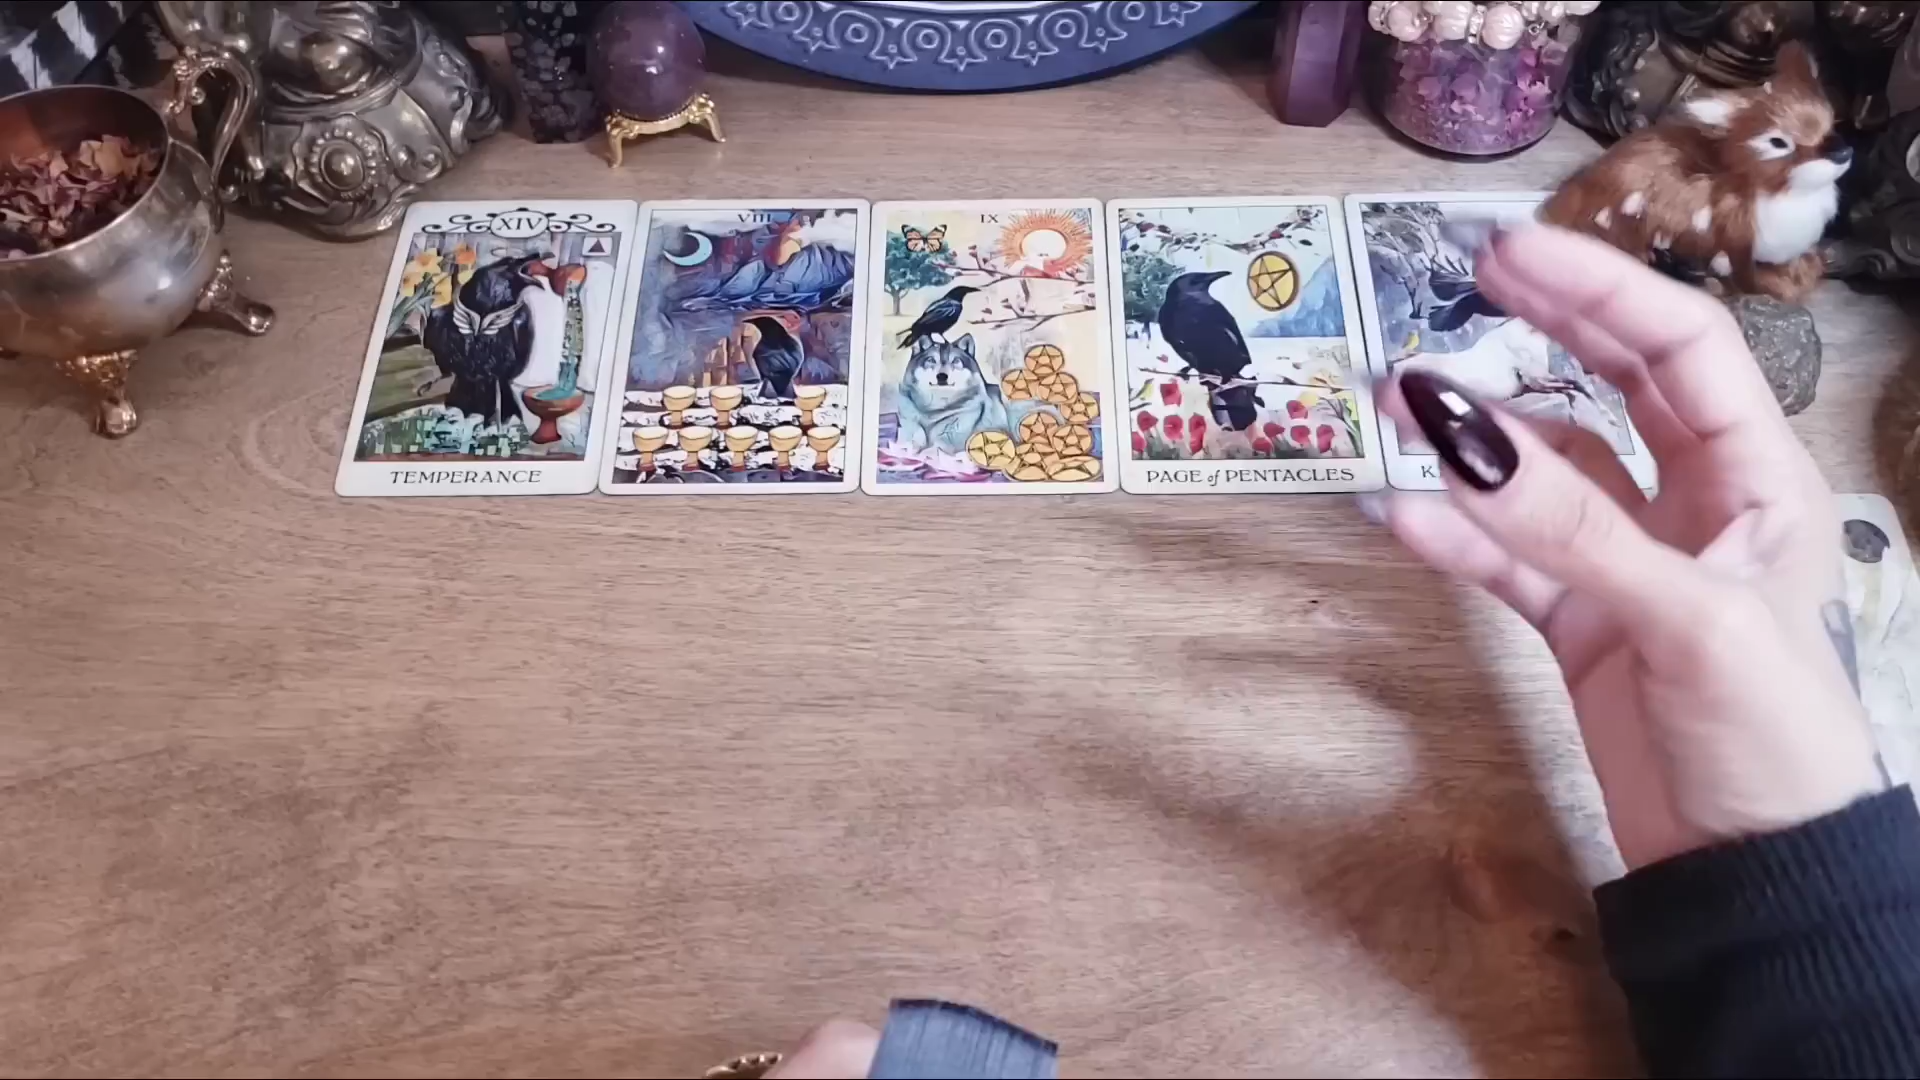 XIV
VIII
IX
TEMPERANCE
PAGE of PENTACLES
K